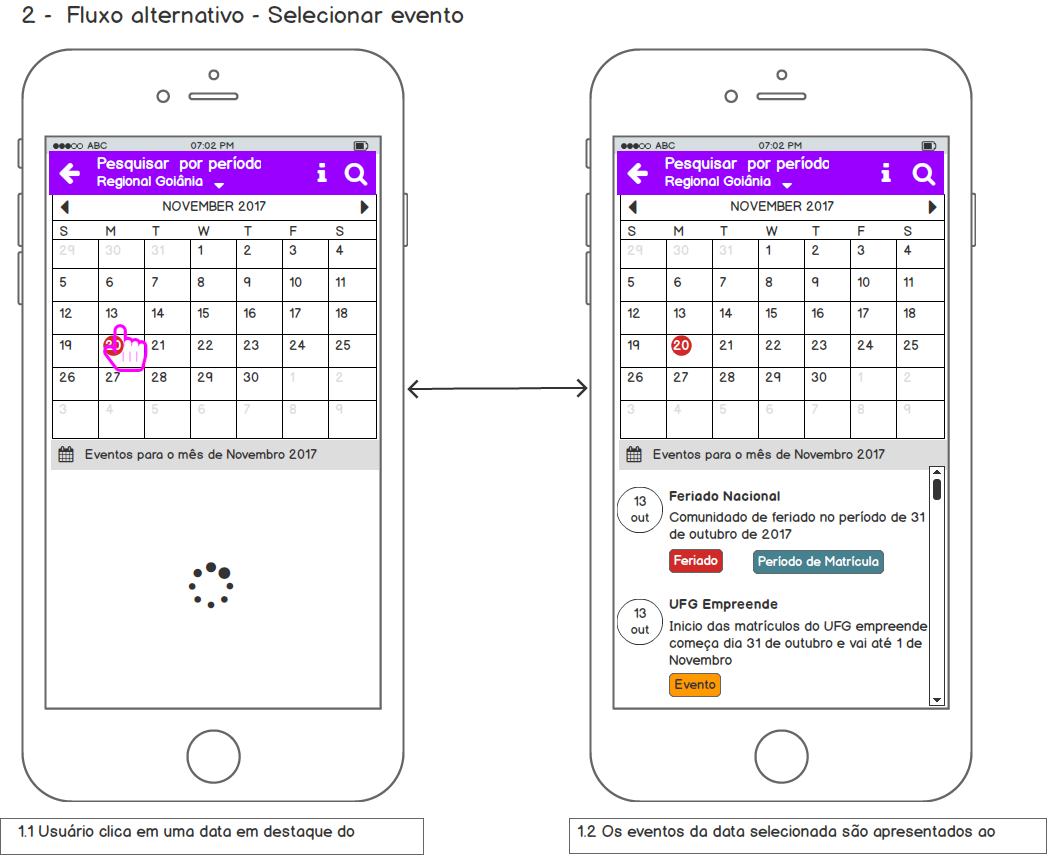 2 - Fluxo alternativo - Selecionar evento
ABC 07:02 PM
Pesquisar por período
Regional Goiânia
NOVEMBER 2017
S M T W T F S
29 30 31 1 2 3 4
5 6 7 8 9 10 11
12 13 14 15 16 17 18
19 20 21 22 23 24 25
26 27 28 29 30 1 2
3 4 5 6 7 8 9
Eventos para o mês de Novembro 2017
1.1 Usuário clica em uma data em destaque do
ABC 07:02 PM
Pesquisar por período
Regional Goiânia
NOVEMBER 2017
S M T W T F S
29 30 31 1 2 3 4
5 6 7 8 9 10 11
12 13 14 15 16 17 18
19 20 21 22 23 24 25
26 27 28 29 30 1 2
3 4 5 6 7 8 9
Eventos para o mês de Novembro 2017
13
out
Feriado Nacional
Comunidado de feriado no período de 31
de outubro de 2017
Feriado Período de Matrícula
13
out
UFG Empreende
Inicio das matrículos do UFG empreende
começa dia 31 de outubro e vai até 1 de
Novembro
Evento
1.2 Os eventos da data selecionada são apresentados ao